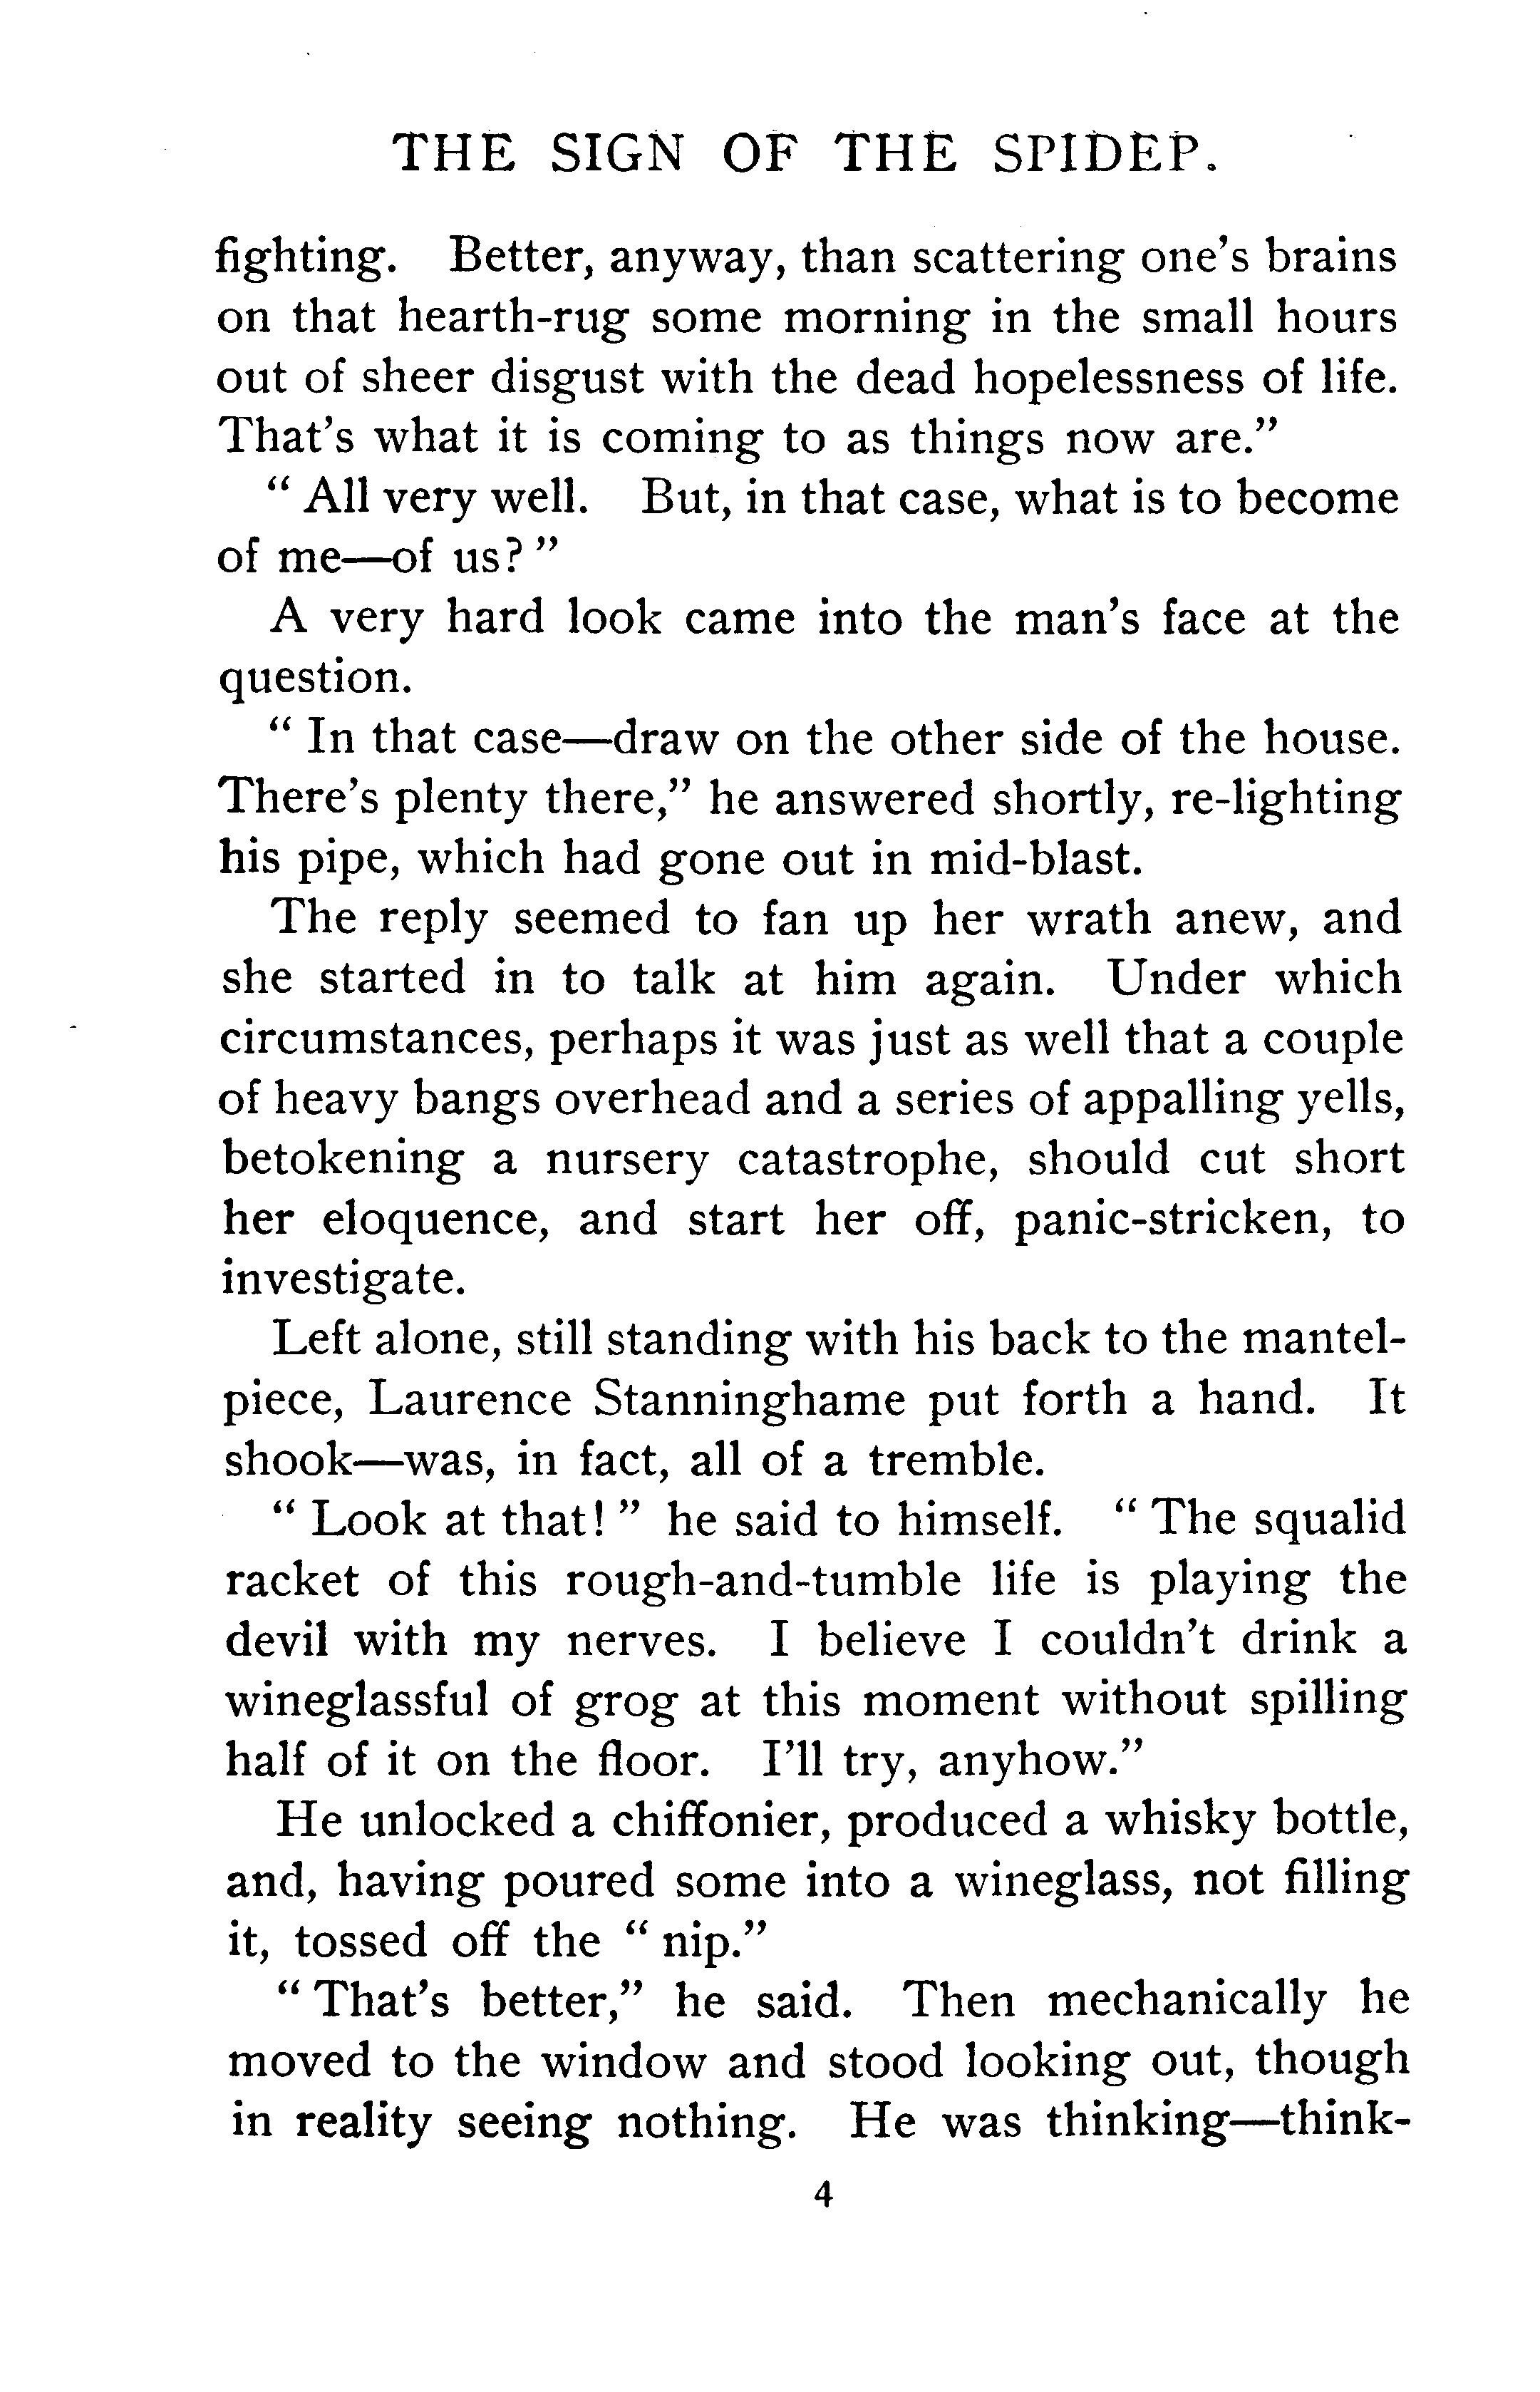 THE SIGN OF THE SPIDEP.
fighting. Better, anyway, than scattering one's brains
on that hearth-rug some morning in the small hours
out of sheer disgust with the dead hopelessness of life.
That's what it is coming to as things now are."
" All very well. But, in that case, what is to become
of me—of us? "
A very hard look came into the man's face at the
question.
" In that case—draw on the other side of the house.
There's plenty there," he answered shortly, re-lighting
his pipe, which had gone out in mid-blast.
The reply seemed to fan up her wrath anew, and
she started in to talk at him again. Under which
circumstances, perhaps it was just as well that a couple
of heavy bangs overhead and a series of appalling yells,
betokening a nursery catastrophe, should cut short
her eloquence, and start her off, panic-stricken, to
investigate.
Left alone, still standing with his back to the mantel-
piece, Laurence Stanninghame put forth a hand. It
shook—was, in fact, all of a tremble.
" Look at that! " he said to himself. " The squalid
racket of this rough-and-tumble life is playing the
devil with my nerves. I believe I couldn't drink a
wineglassful of grog at this moment without spilling
half of it on the floor. I'll try, anyhow."
He unlocked a chiffonier, produced a whisky bottle,
and, having poured some into a wineglass, not filling
it, tossed off the " nip."
" That's better," he said. Then mechanically he
moved to the window and stood looking out, though
in reality seeing nothing. He was thinking—think-
4